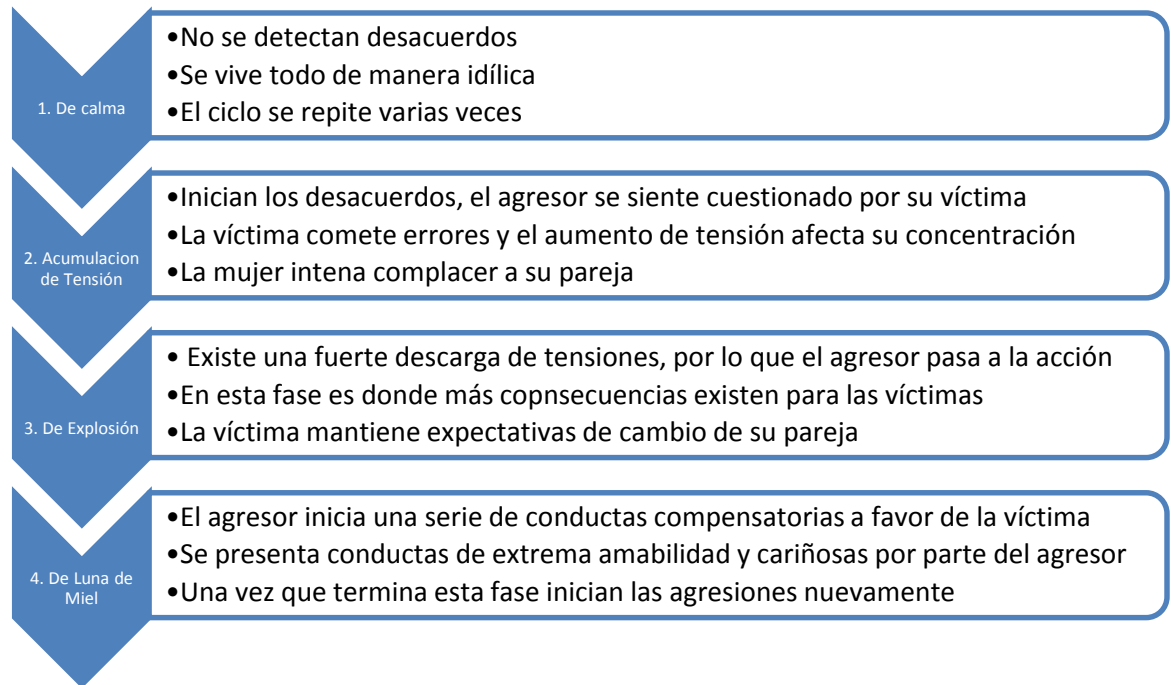 1. De calma
•No se detectan desacuerdos
•Se vive todo de manera idílica
•El ciclo se repite varias veces
2. Acumulacion
de Tensión
•Inician los desacuerdos, el agresor se siente cuestionado por su víctima
•La víctima comete errores y el aumento de tensión afecta su concentración
•La mujer intena complacer a su pareja
3. De Explosión
• Existe una fuerte descarga de tensiones, por lo que el agresor pasa a la acción
•En esta fase es donde más copnsecuencias existen para las víctimas
•La víctima mantiene expectativas de cambio de su pareja
4. De Luna de
Miel
•El agresor inicia una serie de conductas compensatorias a favor de la víctima
•Se presenta conductas de extrema amabilidad y cariñosas por parte del agresor
•Una vez que termina esta fase inician las agresiones nuevamente